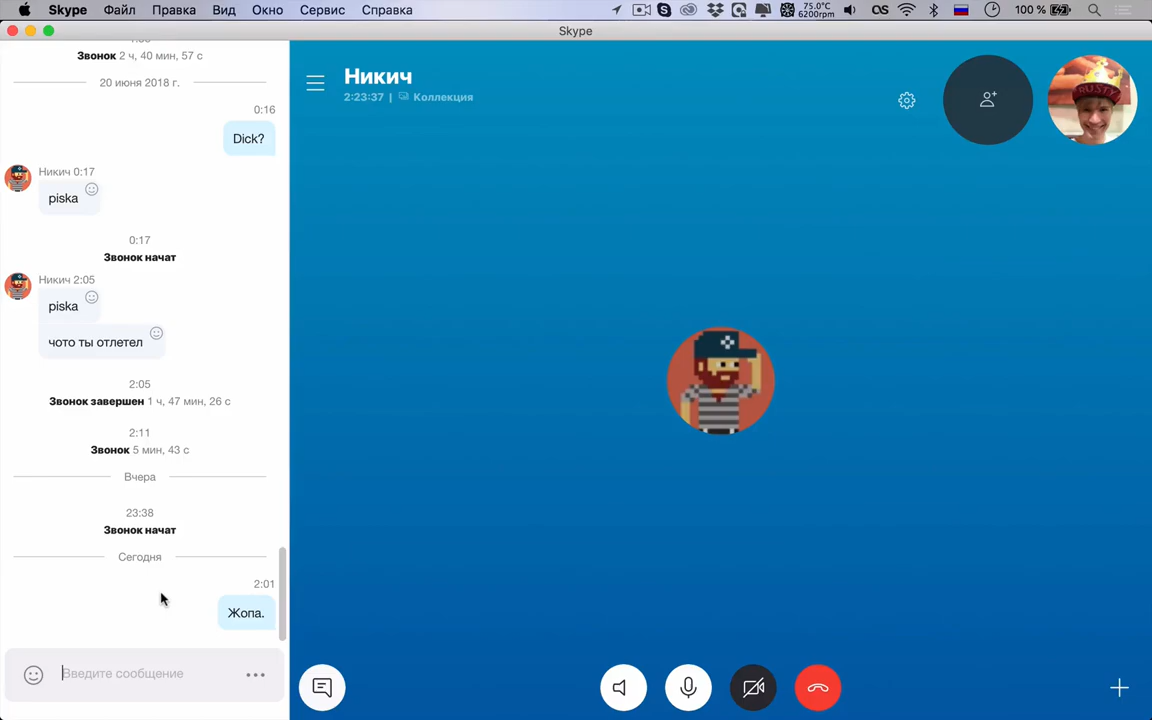 Skype Файл Правка Вид Окно Сервис Справка 75.0°C 6200rpm 100 %
Skype
Звонок 2 ч, 40 мин, 57 с
20 июня 2018 г.
0:16
Dick?
Никич 0:17
piska
0:17
Звонок начат
Никич 2:05
piska
чото ты отлетел
2:05
Звонок завершен 1 ч, 47 мин, 26 с
2:11
Звонок 5 мин, 43 с
Вчера
23:38
Звонок начат
Сегодня
2:01
Жопа.
Введите сообщение
Никич
2:23:37 | Коллекция
RUSTY